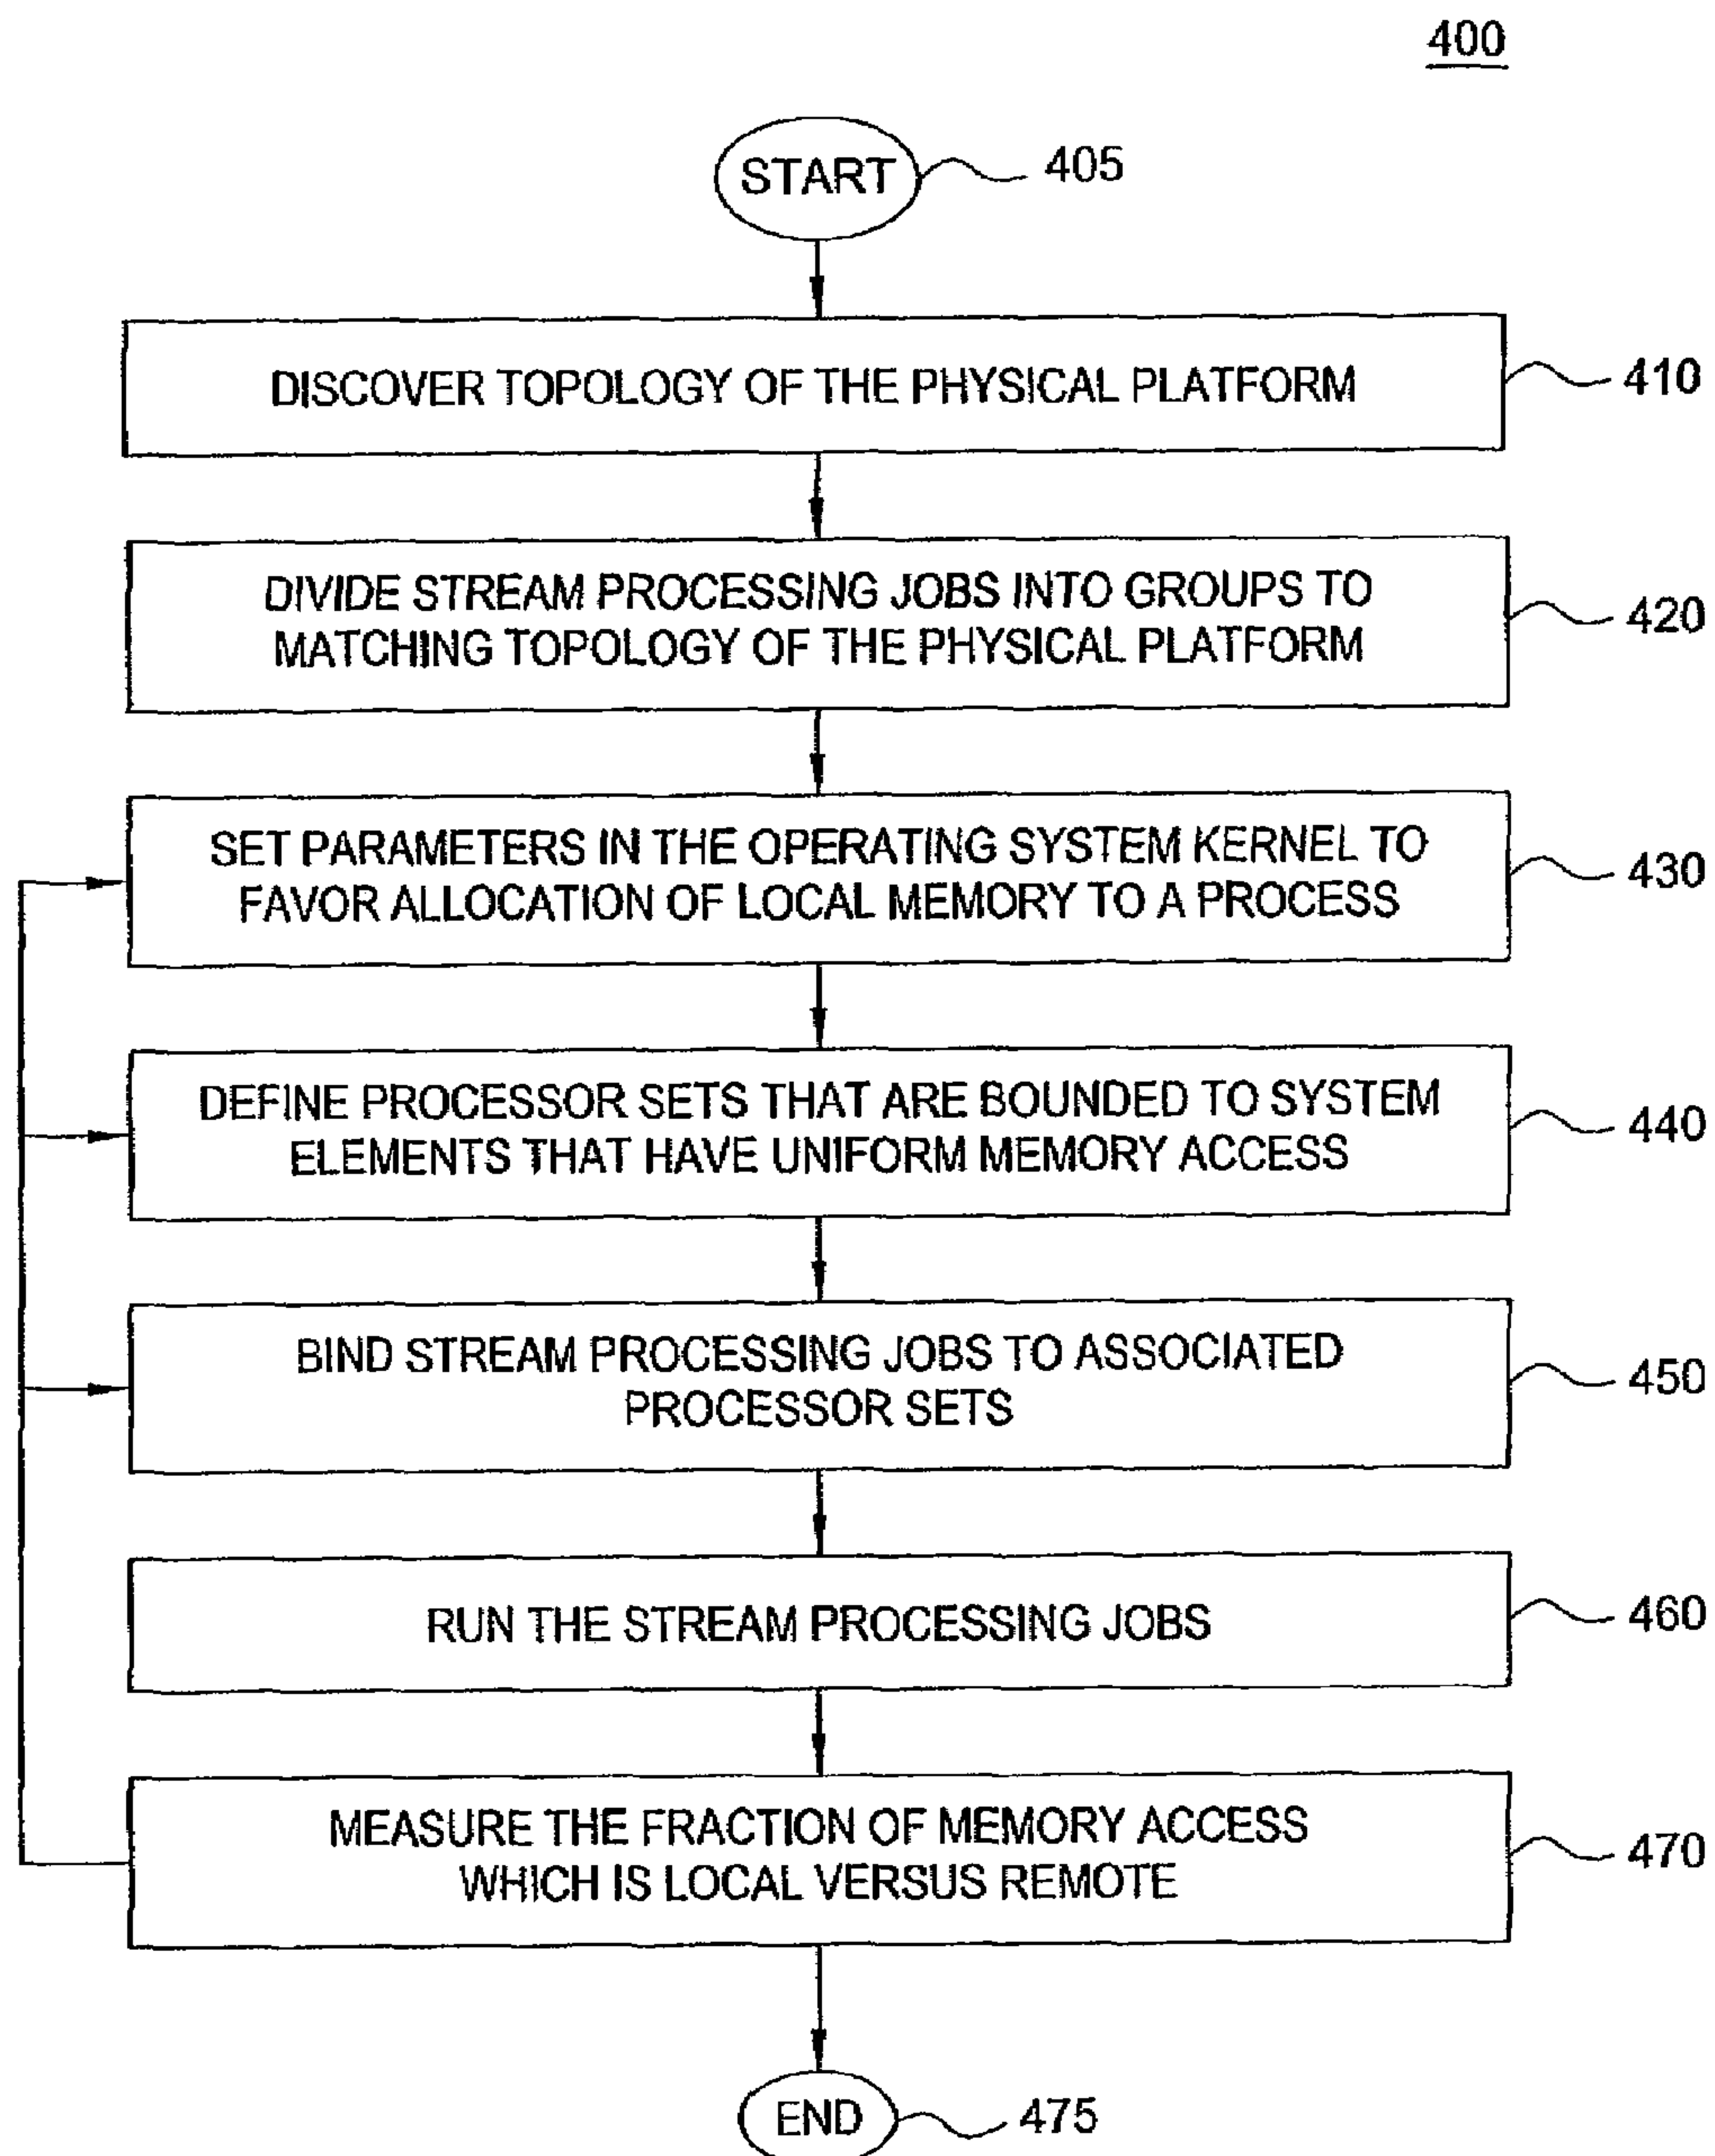 400
START
405
DISCOVER TOPOLOGY OF THE PHYSICAL PLATFORM
410
DIVIDE STREAM PROCESSING JOBS INTO GROUPS TO
MATCHING TOPOLOGY OF THE PHYSICAL PLATFORM
420
SET PARAMETERS IN THE OPERATING SYSTEM KERNEL TO
FAVOR ALLOCATION OF LOCAL MEMORY TO A PROCESS
430
DEFINE PROCESSOR SETS THAT ARE BOUNDED TO SYSTEM
ELEMENTS THAT HAVE UNIFORM MEMORY ACCESS
440
BIND STREAM PROCESSING JOBS TO ASSOCIATED
PROCESSOR SETS
450
RUN THE STREAM PROCESSING JOBS
460
MEASURE THE FRACTION OF MEMORY ACCESS
WHICH IS LOCAL VERSUS REMOTE
470
END
475